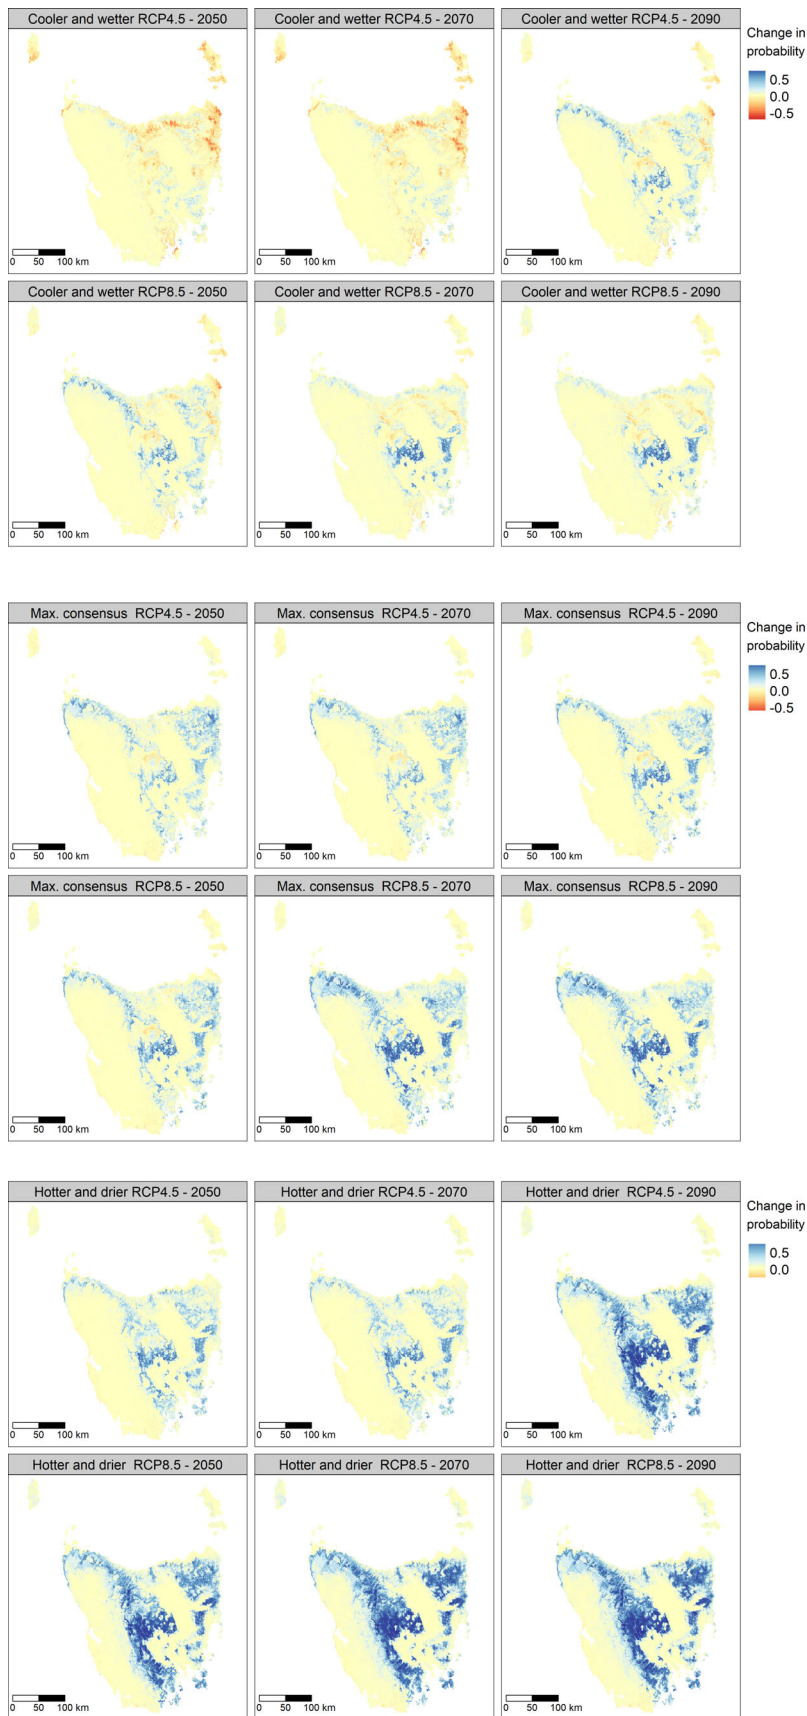 Cooler and wetter RCP4.5 - 2050
Cooler and wetter RCP4.5 - 2070
Cooler and wetter RCP4.5 - 2090
Change in
probability
0.5
0.0
-0.5
0 50 100 km
0 50 100 km
0 50 100 km
Cooler and wetter RCP8.5 - 2050
Cooler and wetter RCP8.5 - 2070
Cooler and wetter RCP8.5 - 2090
0 50 100 km
0 50 100 km
0 50 100 km
Max. consensus RCP4.5 - 2050
Max. consensus RCP4.5 - 2070
Max. consensus RCP4.5 - 2090
Change in
probability
0.5
0.0
-0.5
0 50 100 km
0 50 100 km
0 50 100 km
Max. consensus RCP8.5 - 2050
Max. consensus RCP8.5 - 2070
Max. consensus RCP8.5 - 2090
0 50 100 km
0 50 100 km
0 50 100 km
Hotter and drier RCP4.5 - 2050
Hotter and drier RCP4.5 - 2070
Hotter and drier RCP4.5 - 2090
Change in
probability
0.5
0.0
0 50 100 km
0 50 100 km
0 50 100 km
Hotter and drier RCP8.5 - 2050
Hotter and drier RCP8.5 - 2070
Hotter and drier RCP8.5 - 2090
0 50 100 km
0 50 100 km
0 50 100 km